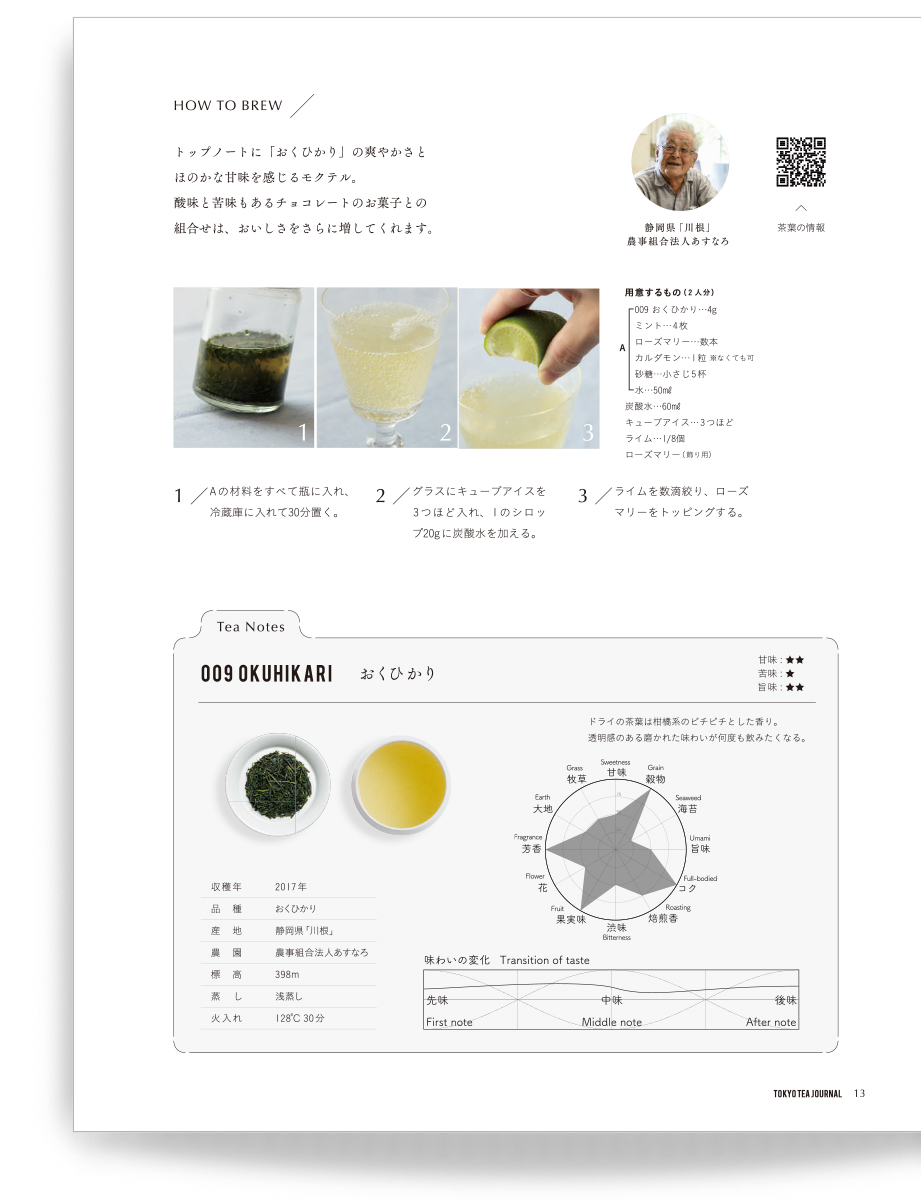 HOW TO BREW
トップノートに「おくひかり」の爽やかさと
ほのかな甘味を感じるモクテル。
酸味と苦味もあるチョコレートのお菓子との
組合せは、おいしさをさらに増してくれます。
静岡県「川根」
農事組合法人あすなろ
茶葉の情報
1
2
3
用意するもの(2人分)
A
009 おくひかり…4g
ミント…4枚
ローズマリー…数本
カルダモン…1粒 ※なくても可
砂糖…小さじ5杯
水…50㎖
炭酸水…60㎖
キューブアイス…3つほど
ライム…1/8個
ローズマリー(飾り用)
1 Aの材料をすべて瓶に入れ、
冷蔵庫に入れて30分置く。
2 グラスにキューブアイスを
3つほど入れ、1のシロッ
プ20gに炭酸水を加える。
3 ライムを数滴絞り、ローズ
マリーをトッピングする。
Tea Notes
009 OKUHIKARI おくひかり
甘味：★★
苦味：★
旨味：★★
ドライの茶葉は柑橘系のピチピチとした香り。
透明感のある磨かれた味わいが何度も飲みたくなる。
Sweetness
甘味
Grain
穀物
Seaweed
海苔
Umami
旨味
Full-bodied
コク
Roasting
焙煎香
渋味
Bitterness
Fruit
果実味
Flower
花
Fragrance
芳香
Earth
大地
Grass
牧草
収穫年 2017年
品 種 おくひかり
産 地 静岡県「川根」
農 園 農事組合法人あすなろ
標 高 398m
蒸 し 浅蒸し
火入れ 128℃ 30分
味わいの変化 Transition of taste
先味 中味 後味
First note Middle note After note
TOKYO TEA JOURNAL 13